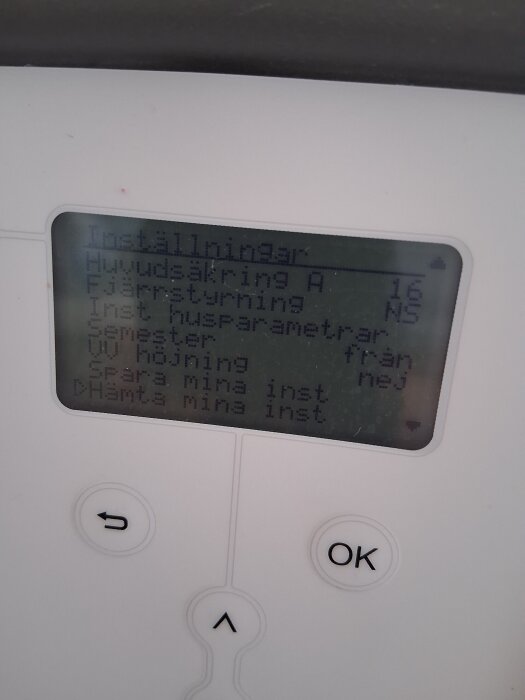 Inställningar
Huvudsäkring A 16
Fjärrstyrning NS
Inst husparametrar
Semester från
VV höjning nej
Spara mina inst
Hämta mina inst
OK